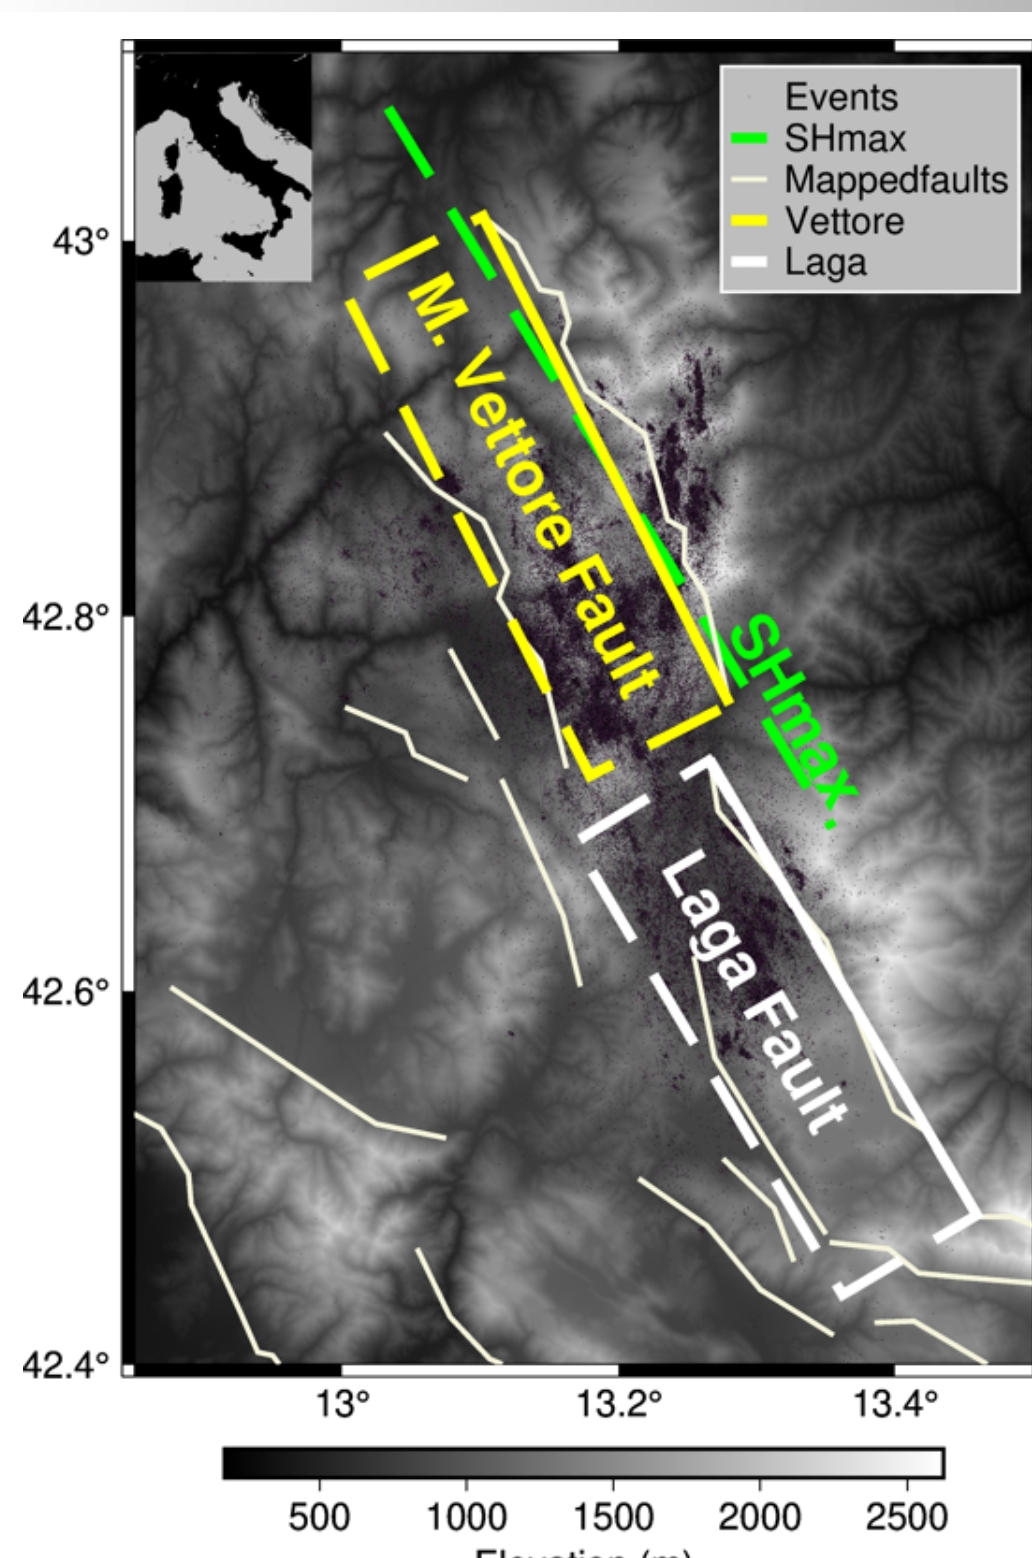 Events
SHmax
Mappedfaults
Vettore
Laga
43°
42.8°
42.6°
42.4°
M. Vettore Fault
SHmax.
Laga Fault
13°
13.2°
13.4°
500
1000
1500
2000
2500
Elevation (m)